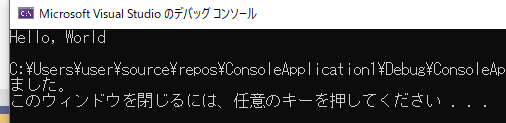 Microsoft Visual Studio のデバッグ コンソール
Hello, World
C:¥Users¥user¥source¥repos¥ConsoleApplication1¥Debug¥ConsoleAp
ました。
このウィンドウを閉じるには、任意のキーを押してください . . .